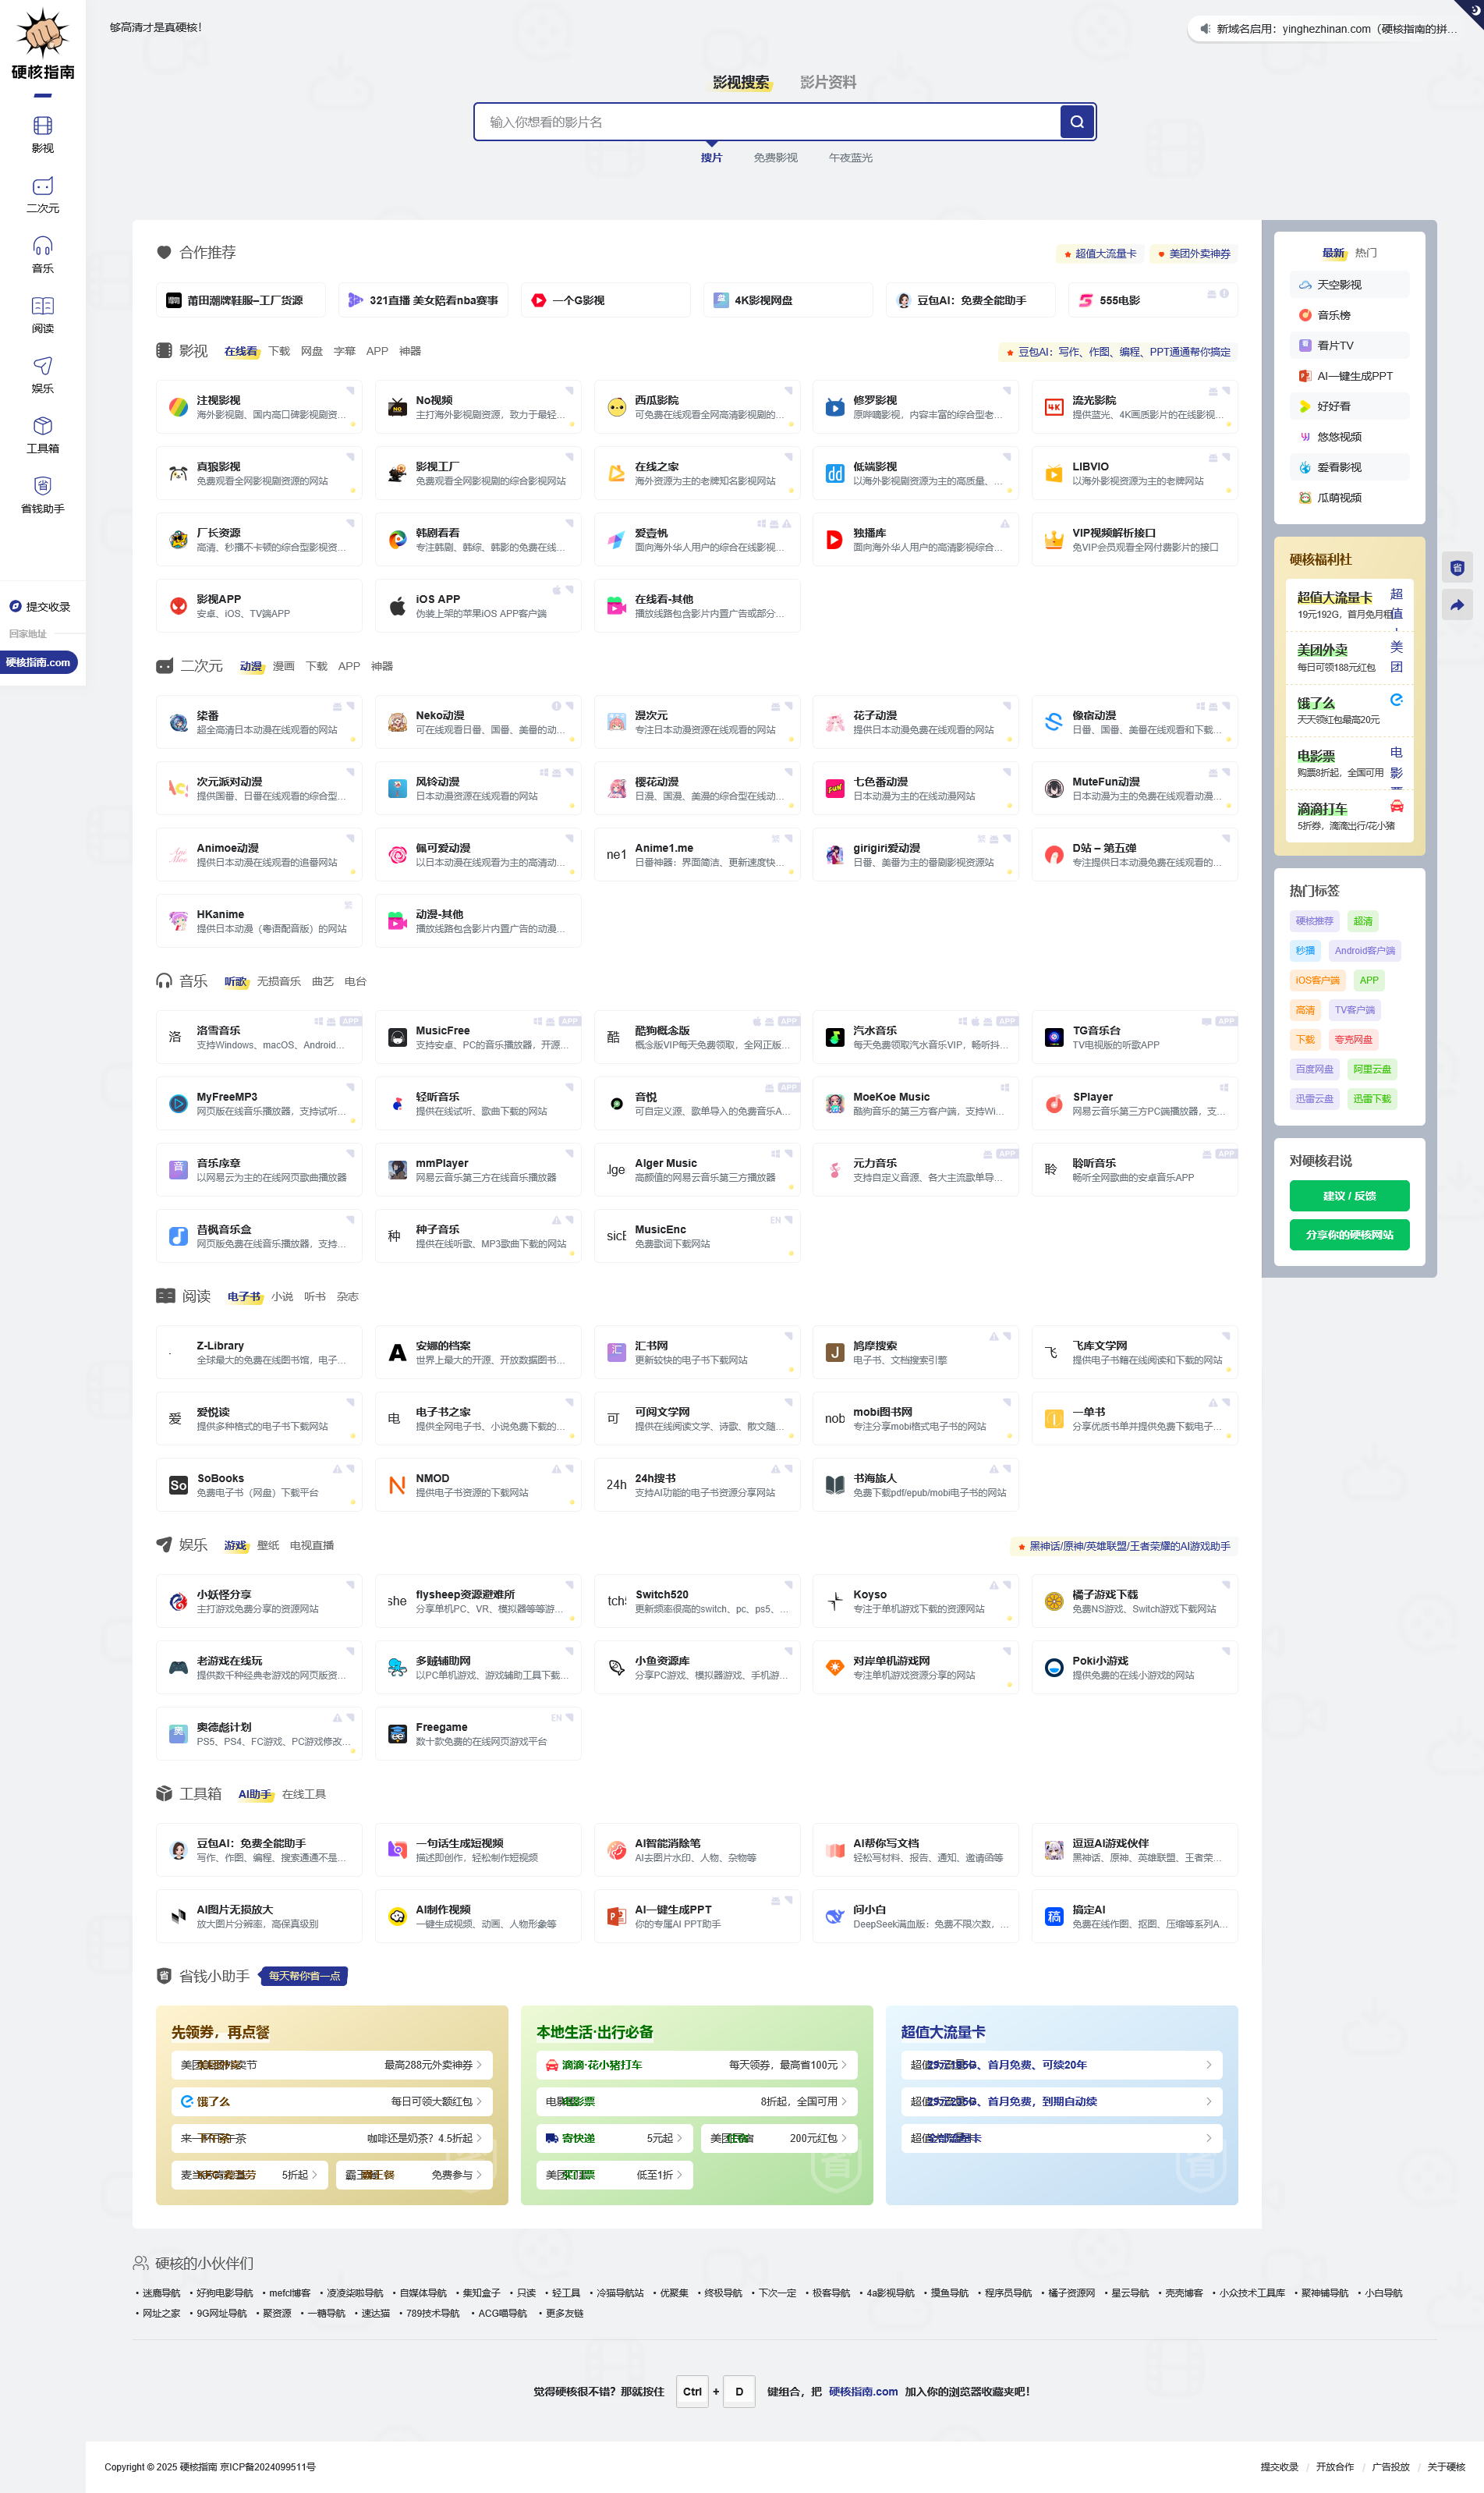 硬核指南
影视
二次元
音乐
阅读
娱乐
工具箱
省钱助手
提交收录
回家地址
硬核指南.com
够高清才是真硬核!
新域名启用：yinghezhinan.com（硬核指南的拼...
影视搜索 影片资料
输入你想看的影片名
搜片 免费影视 午夜蓝光
合作推荐
超值大流量卡 美团外卖神券
莆田潮牌鞋服–工厂货源
321直播 美女陪看nba赛事
一个G影视
4K影视网盘
豆包AI：免费全能助手
555电影
影视 在线看 下载 网盘 字幕 APP 神器
豆包AI：写作、作图、编程、PPT通通帮你搞定
注视影视
海外影视剧、国内高口碑影视剧资...
No视频
主打海外影视剧资源，致力于最轻...
西瓜影院
可免费在线观看全网高清影视剧的...
修罗影视
原哔嘀影视，内容丰富的综合型老...
流光影院
提供蓝光、4K画质影片的在线影视...
真狼影视
免费观看全网影视剧资源的网站
影视工厂
免费观看全网影视剧的综合影视网站
在线之家
海外资源为主的老牌知名影视网站
低端影视
以海外影视剧资源为主的高质量、...
LIBVIO
以海外影视资源为主的老牌网站
厂长资源
高清、秒播不卡顿的综合型影视资...
韩剧看看
专注韩剧、韩综、韩影的免费在线...
爱壹帆
面向海外华人用户的综合在线影视...
独播库
面向海外华人用户的高清影视综合...
VIP视频解析接口
免VIP会员观看全网付费影片的接口
影视APP
安卓、iOS、TV端APP
iOS APP
伪装上架的苹果iOS APP客户端
在线看-其他
播放线路包含影片内置广告或部分...
二次元 动漫 漫画 下载 APP 神器
柒番
超全高清日本动漫在线观看的网站
Neko动漫
可在线观看日番、国番、美番的动...
漫次元
专注日本动漫资源在线观看的网站
花子动漫
提供日本动漫免费在线观看的网站
像宿动漫
日番、国番、美番在线观看和下载...
次元派对动漫
提供国番、日番在线观看的综合型...
风铃动漫
日本动漫资源在线观看的网站
樱花动漫
日漫、国漫、美漫的综合型在线动...
七色番动漫
日本动漫为主的在线动漫网站
MuteFun动漫
日本动漫为主的免费在线观看动漫...
Animoe动漫
提供日本动漫在线观看的追番网站
佩可爱动漫
以日本动漫在线观看为主的高清动...
ne1
Anime1.me
日番神器：界面简洁、更新速度快...
繁
girigiri爱动漫
日番、美番为主的番剧影视资源站
繁
D站 – 第五弹
专注提供日本动漫免费在线观看的...
HKanime
提供日本动漫（粤语配音版）的网站
繁
动漫-其他
播放线路包含影片内置广告的动漫...
音乐 听歌 无损音乐 曲艺 电台
洛
洛雪音乐
支持Windows、macOS、Android...
APP
MusicFree
支持安卓、PC的音乐播放器，开源...
APP
酷
酷狗概念版
概念版VIP每天免费领取，全网正版...
APP
汽水音乐
每天免费领取汽水音乐VIP，畅听抖...
APP
TG音乐台
TV电视版的听歌APP
APP
MyFreeMP3
网页版在线音乐播放器，支持试听...
轻听音乐
提供在线试听、歌曲下载的网站
音悦
可自定义源、歌单导入的免费音乐A...
APP
MoeKoe Music
酷狗音乐的第三方客户端，支持Wi...
SPlayer
网易云音乐第三方PC端播放器，支...
音
音乐序章
以网易云为主的在线网页歌曲播放器
mmPlayer
网易云音乐第三方在线音乐播放器
.lge
Alger Music
高颜值的网易云音乐第三方播放器
元力音乐
支持自定义音源、各大主流歌单导...
APP
聆
聆听音乐
畅听全网歌曲的安卓音乐APP
APP
昔枫音乐盒
网页版免费在线音乐播放器，支持...
种
种子音乐
提供在线听歌、MP3歌曲下载的网站
MusicEnc
免费歌词下载网站
EN
阅读 电子书 小说 听书 杂志
Z-Library
全球最大的免费在线图书馆，电子...
安娜的档案
世界上最大的开源、开放数据图书...
汇
汇书网
更新较快的电子书下载网站
J
鸠摩搜索
电子书、文档搜索引擎
飞
飞库文学网
提供电子书籍在线阅读和下载的网站
爱
爱悦读
提供多种格式的电子书下载网站
电
电子书之家
提供全网电子书、小说免费下载的...
可
可阅文学网
提供在线阅读文学、诗歌、散文随...
mobi图书网
专注分享mobi格式电子书的网站
一单书
分享优质书单并提供免费下载电子...
So
SoBooks
免费电子书（网盘）下载平台
NMOD
提供电子书资源的下载网站
24h
24h搜书
支持AI功能的电子书资源分享网站
书海旅人
免费下载pdf/epub/mobi电子书的网站
娱乐 游戏 壁纸 电视直播
黑神话/原神/英雄联盟/王者荣耀的AI游戏助手
小妖怪分享
主打游戏免费分享的资源网站
she
flysheep资源避难所
分享单机PC、VR、模拟器等等游...
Switch520
更新频率很高的switch、pc、ps5、...
Koyso
专注于单机游戏下载的资源网站
橘子游戏下载
免费NS游戏、Switch游戏下载网站
老游戏在线玩
提供数千种经典老游戏的网页版资...
多贼辅助网
以PC单机游戏、游戏辅助工具下载...
小鱼资源库
分享PC游戏、模拟器游戏、手机游...
对岸单机游戏网
专注单机游戏资源分享的网站
Poki小游戏
提供免费的在线小游戏的网站
奥
奥德彪计划
PS5、PS4、FC游戏、PC游戏修改...
Freegame
数十款免费的在线网页游戏平台
EN
工具箱 AI助手 在线工具
豆包AI：免费全能助手
写作、作图、编程、搜索通通不是...
一句话生成短视频
描述即创作，轻松制作短视频
AI智能消除笔
AI去图片水印、人物、杂物等
AI帮你写文档
轻松写材料、报告、通知、邀请函等
逗逗AI游戏伙伴
黑神话、原神、英雄联盟、王者荣...
AI图片无损放大
放大图片分辨率，高保真级别
AI制作视频
一键生成视频、动画、人物形象等
AI一键生成PPT
你的专属AI PPT助手
问小白
DeepSeek满血版：免费不限次数，...
稿
搞定AI
免费在线作图、抠图、压缩等系列A...
省钱小助手 每天帮你省一点
先领券，再点餐
最高288元外卖神券
饿了么 每日可领大额红包
咖啡还是奶茶？4.5折起
5折起
免费参与
本地生活·出行必备
滴滴·花小猪打车 每天领券，最高省100元
8折起，全国可用
寄快递 5元起
200元红包
低至1折
超值大流量卡
29元185G、首月免费、可续20年
29元205G、首月免费，到期自动续
最新 热门
天空影视
音乐榜
看片TV
AI一键生成PPT
好好看
悠悠视频
爱看影视
瓜萌视频
硬核福利社
超值大流量卡
19元192G，首月免月租
美团外卖
每日可领188元红包
饿了么
天天领红包最高20元
电影票
购票8折起，全国可用
滴滴打车
5折券，滴滴出行/花小猪
热门标签
硬核推荐 超清
秒播 Android客户端
iOS客户端 APP
高清 TV客户端
下载 夸克网盘
百度网盘 阿里云盘
迅雷云盘 迅雷下载
对硬核君说
建议 / 反馈
分享你的硬核网站
省
硬核的小伙伴们
• 迷鹿导航 • 好狗电影导航 • mefcl博客 • 凌凌柒啦导航 • 自媒体导航 • 集知盒子 • 只读 • 轻工具 • 冷猫导航站 • 优聚集 • 终极导航 • 下次一定 • 极客导航 • 4a影视导航 • 摸鱼导航 • 程序员导航 • 橘子资源网 • 星云导航 • 壳壳博客 • 小众技术工具库 • 聚神铺导航 • 小白导航
• 网址之家 • 9G网址导航 • 聚资源 • 一糖导航 • 速达猫 • 789技术导航 • ACG喵导航 • 更多友链
觉得硬核很不错？那就按住 Ctrl + D 键组合，把 硬核指南.com 加入你的浏览器收藏夹吧！
Copyright © 2025 硬核指南 京ICP备2024099511号
提交收录 / 开放合作 / 广告投放 / 关于硬核